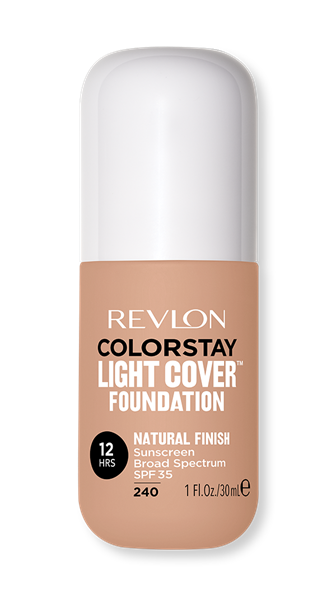 REVLON
COLORSTAY
LIGHT COVER™
FOUNDATION
NATURAL FINISH
12
HRS
Sunscreen
Broad Spectrum
SPF 35
240
1 Fl.Oz./30ml℮